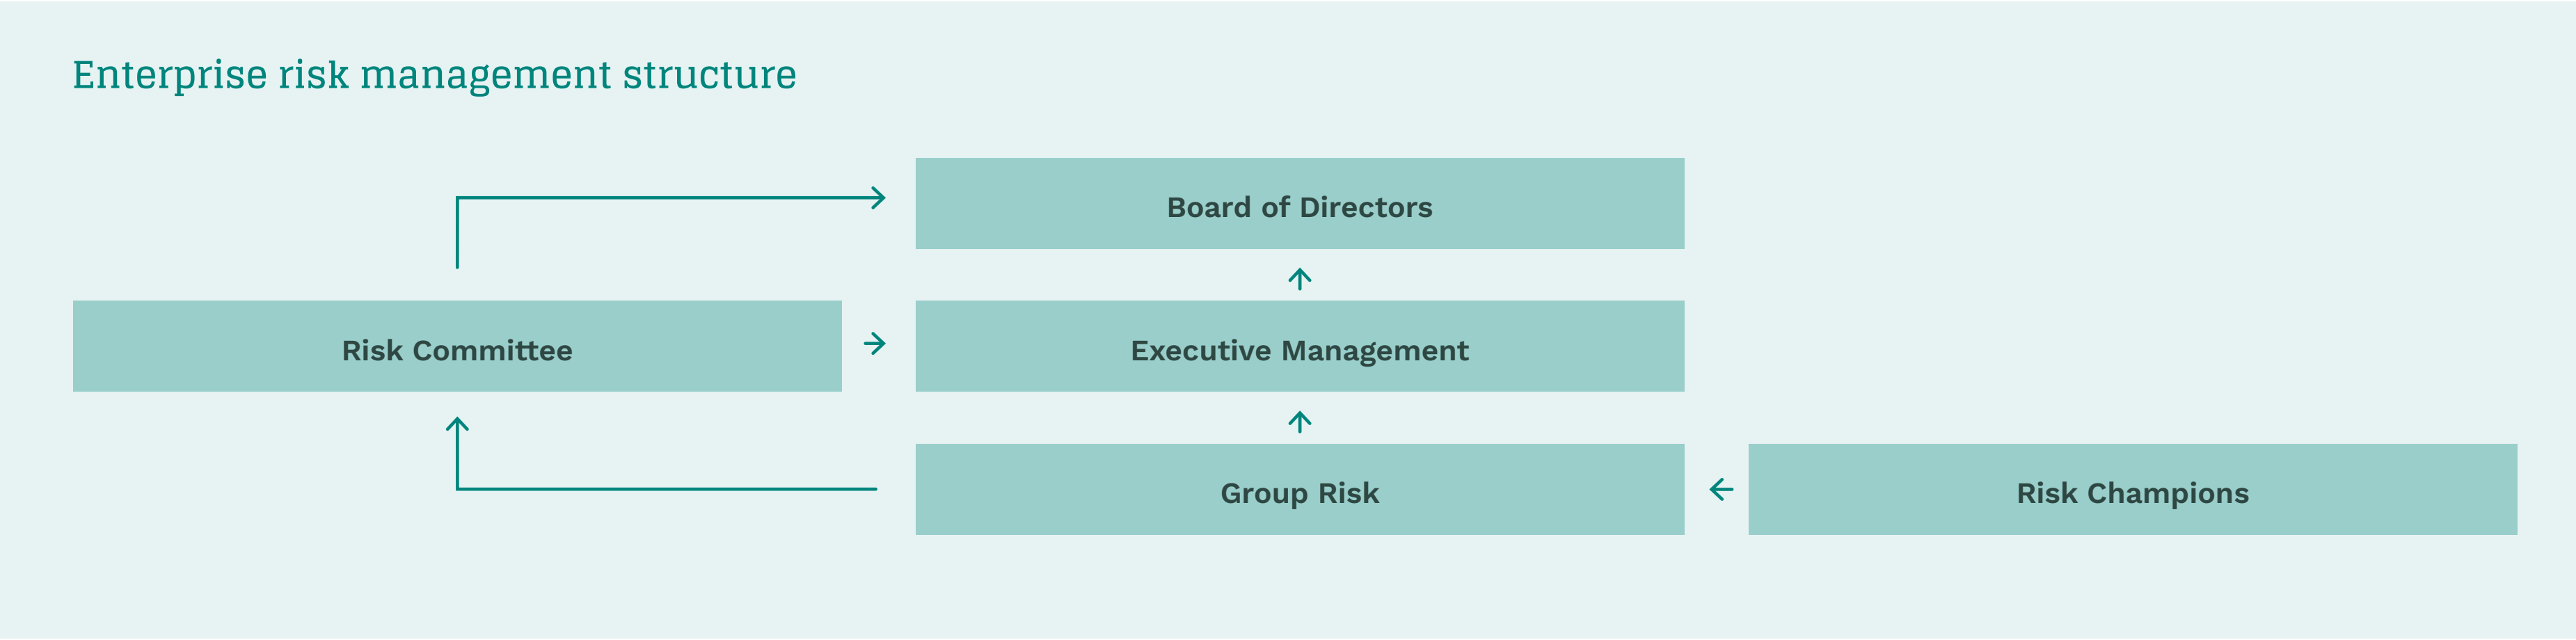 Enterprise risk management structure
Board of Directors
Risk Committee
Executive Management
Group Risk
Risk Champions